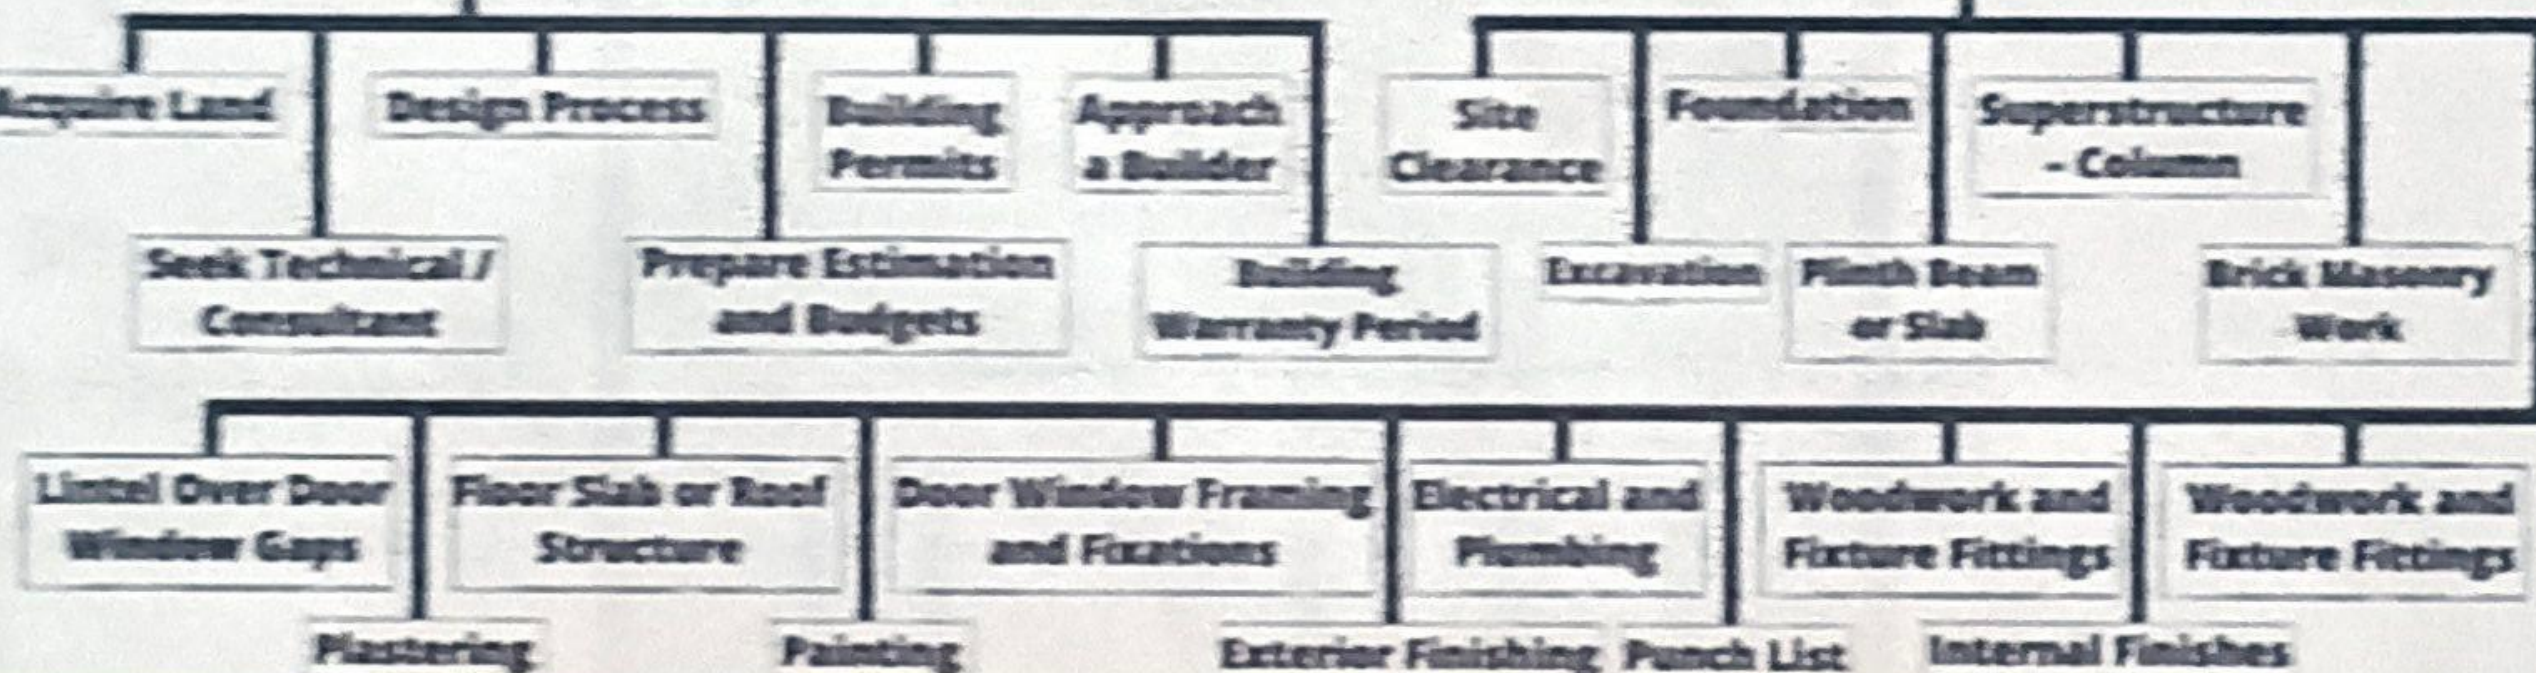 Acquire Land
Design Process
Building
Permits
Approach
a Builder
Site
Clearance
Foundation
Superstructure
- Column
Seek Technical /
Consultant
Prepare Estimation
and Budgets
Building
Warranty Period
Excavation
Plinth Beam
or Slab
Brick Masonry
Work
Lintel Over Door
Window Gaps
Floor Slab or Roof
Structure
Door Window Framing
and Fixations
Electrical and
Plumbing
Woodwork and
Fixture Fittings
Woodwork and
Fixture Fittings
Plastering
Painting
Exterior Finishing
Punch List
Internal Finishes